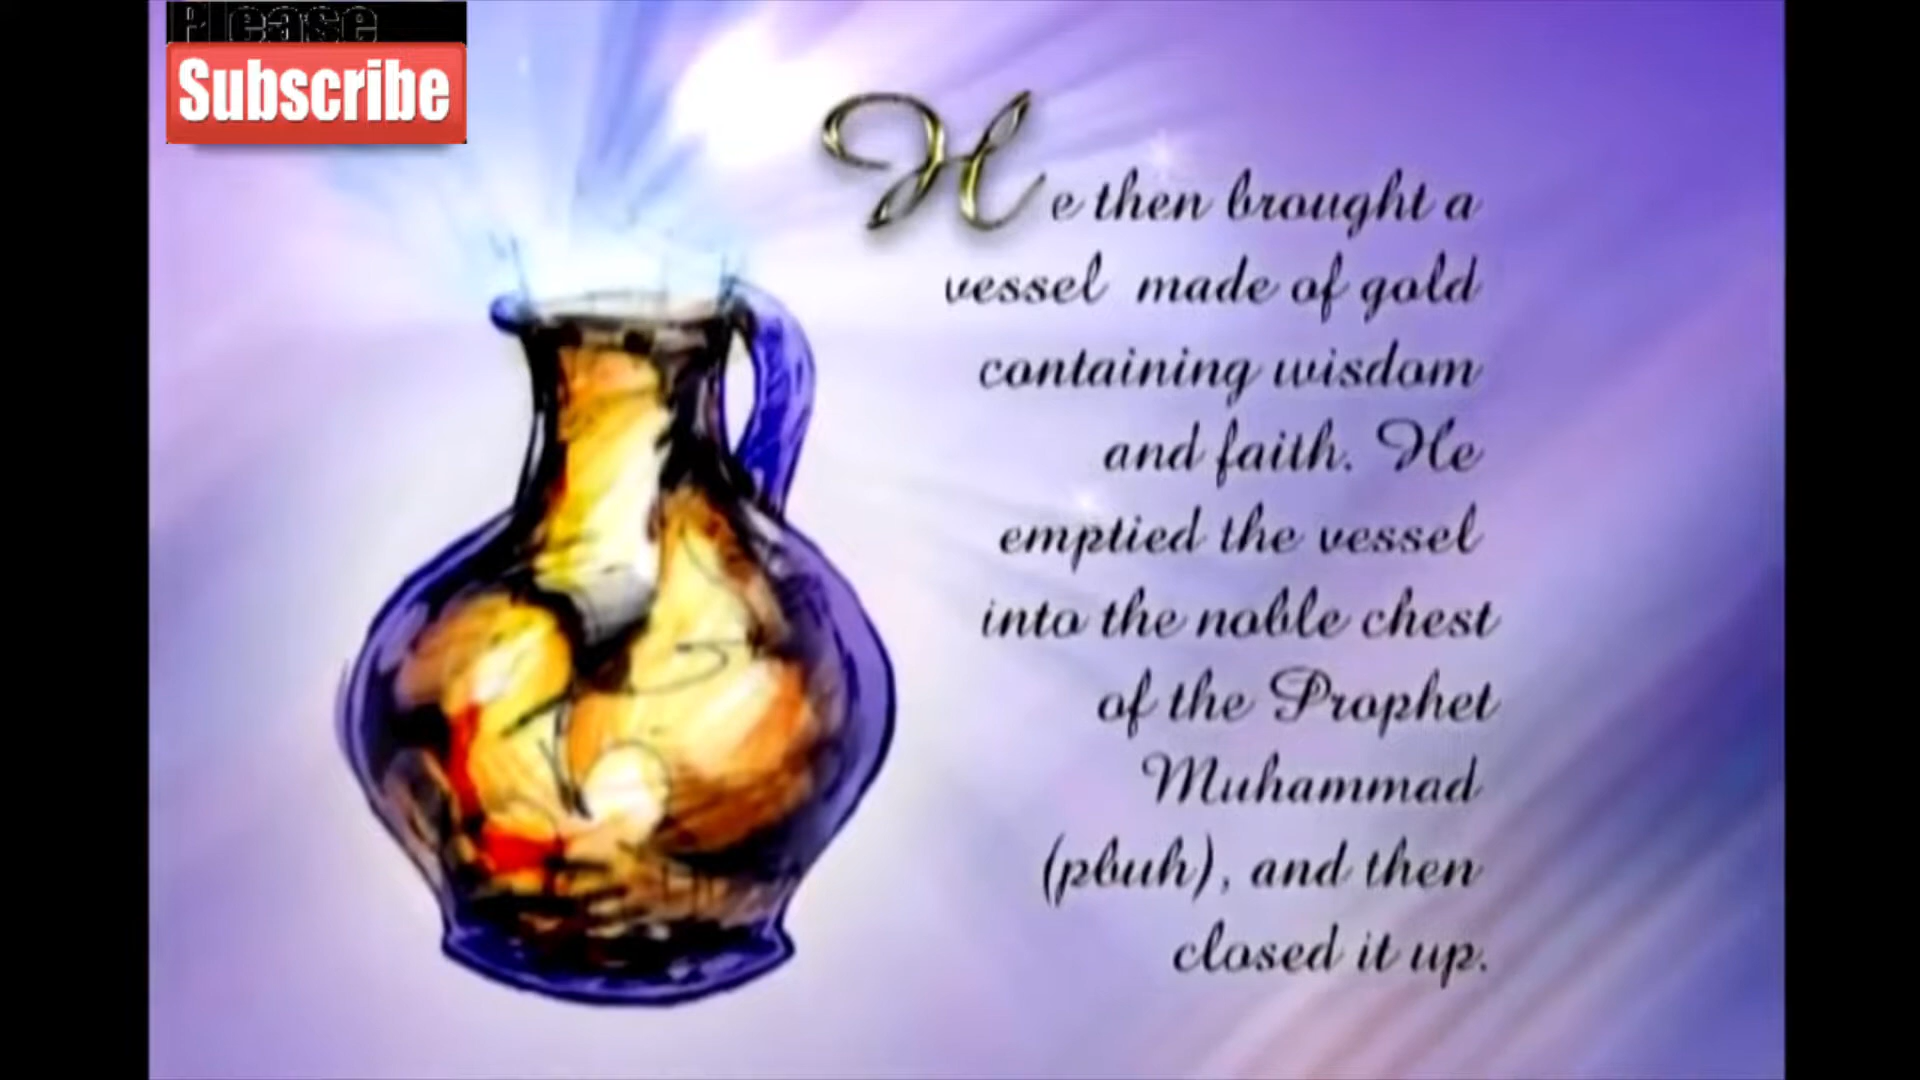 Please
Subscribe
He then brought a
vessel made of gold
containing wisdom
and faith. He
emptied the vessel
into the noble chest
of the Prophet
Muhammad
(pbuh), and then
closed it up.